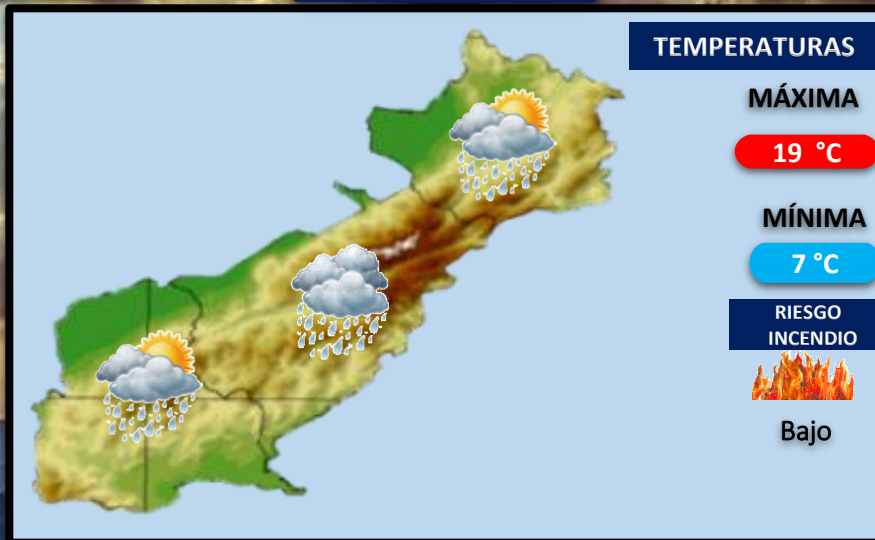 TEMPERATURAS
MÁXIMA
19 °C
MÍNIMA
7 °C
RIESGO
INCENDIO
Bajo